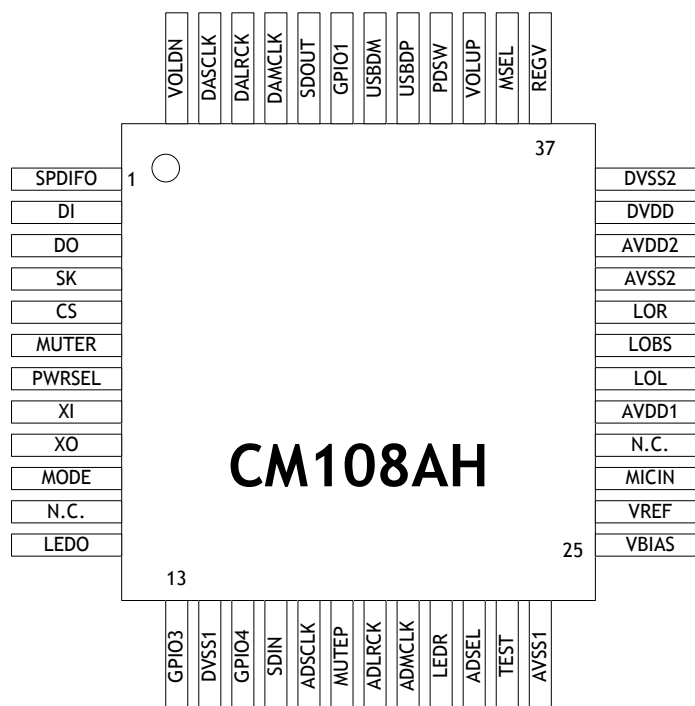 VOLDN
DASCLK
DALRCK
DAMCLK
SDOUT
GPIO1
USBDM
USBDP
PDSW
VOLUP
MSEL
REGV
37
1
SPDIFO
DI
DO
SK
CS
MUTER
PWRSEL
XI
XO
MODE
N.C.
LEDO
DVSS2
DVDD
AVDD2
AVSS2
LOR
LOBS
LOL
AVDD1
N.C.
MICIN
VREF
VBIAS
CM108AH
25
13
GPIO3
DVSS1
GPIO4
SDIN
ADSCLK
MUTEP
ADLRCK
ADMCLK
LEDR
ADSEL
TEST
AVSS1